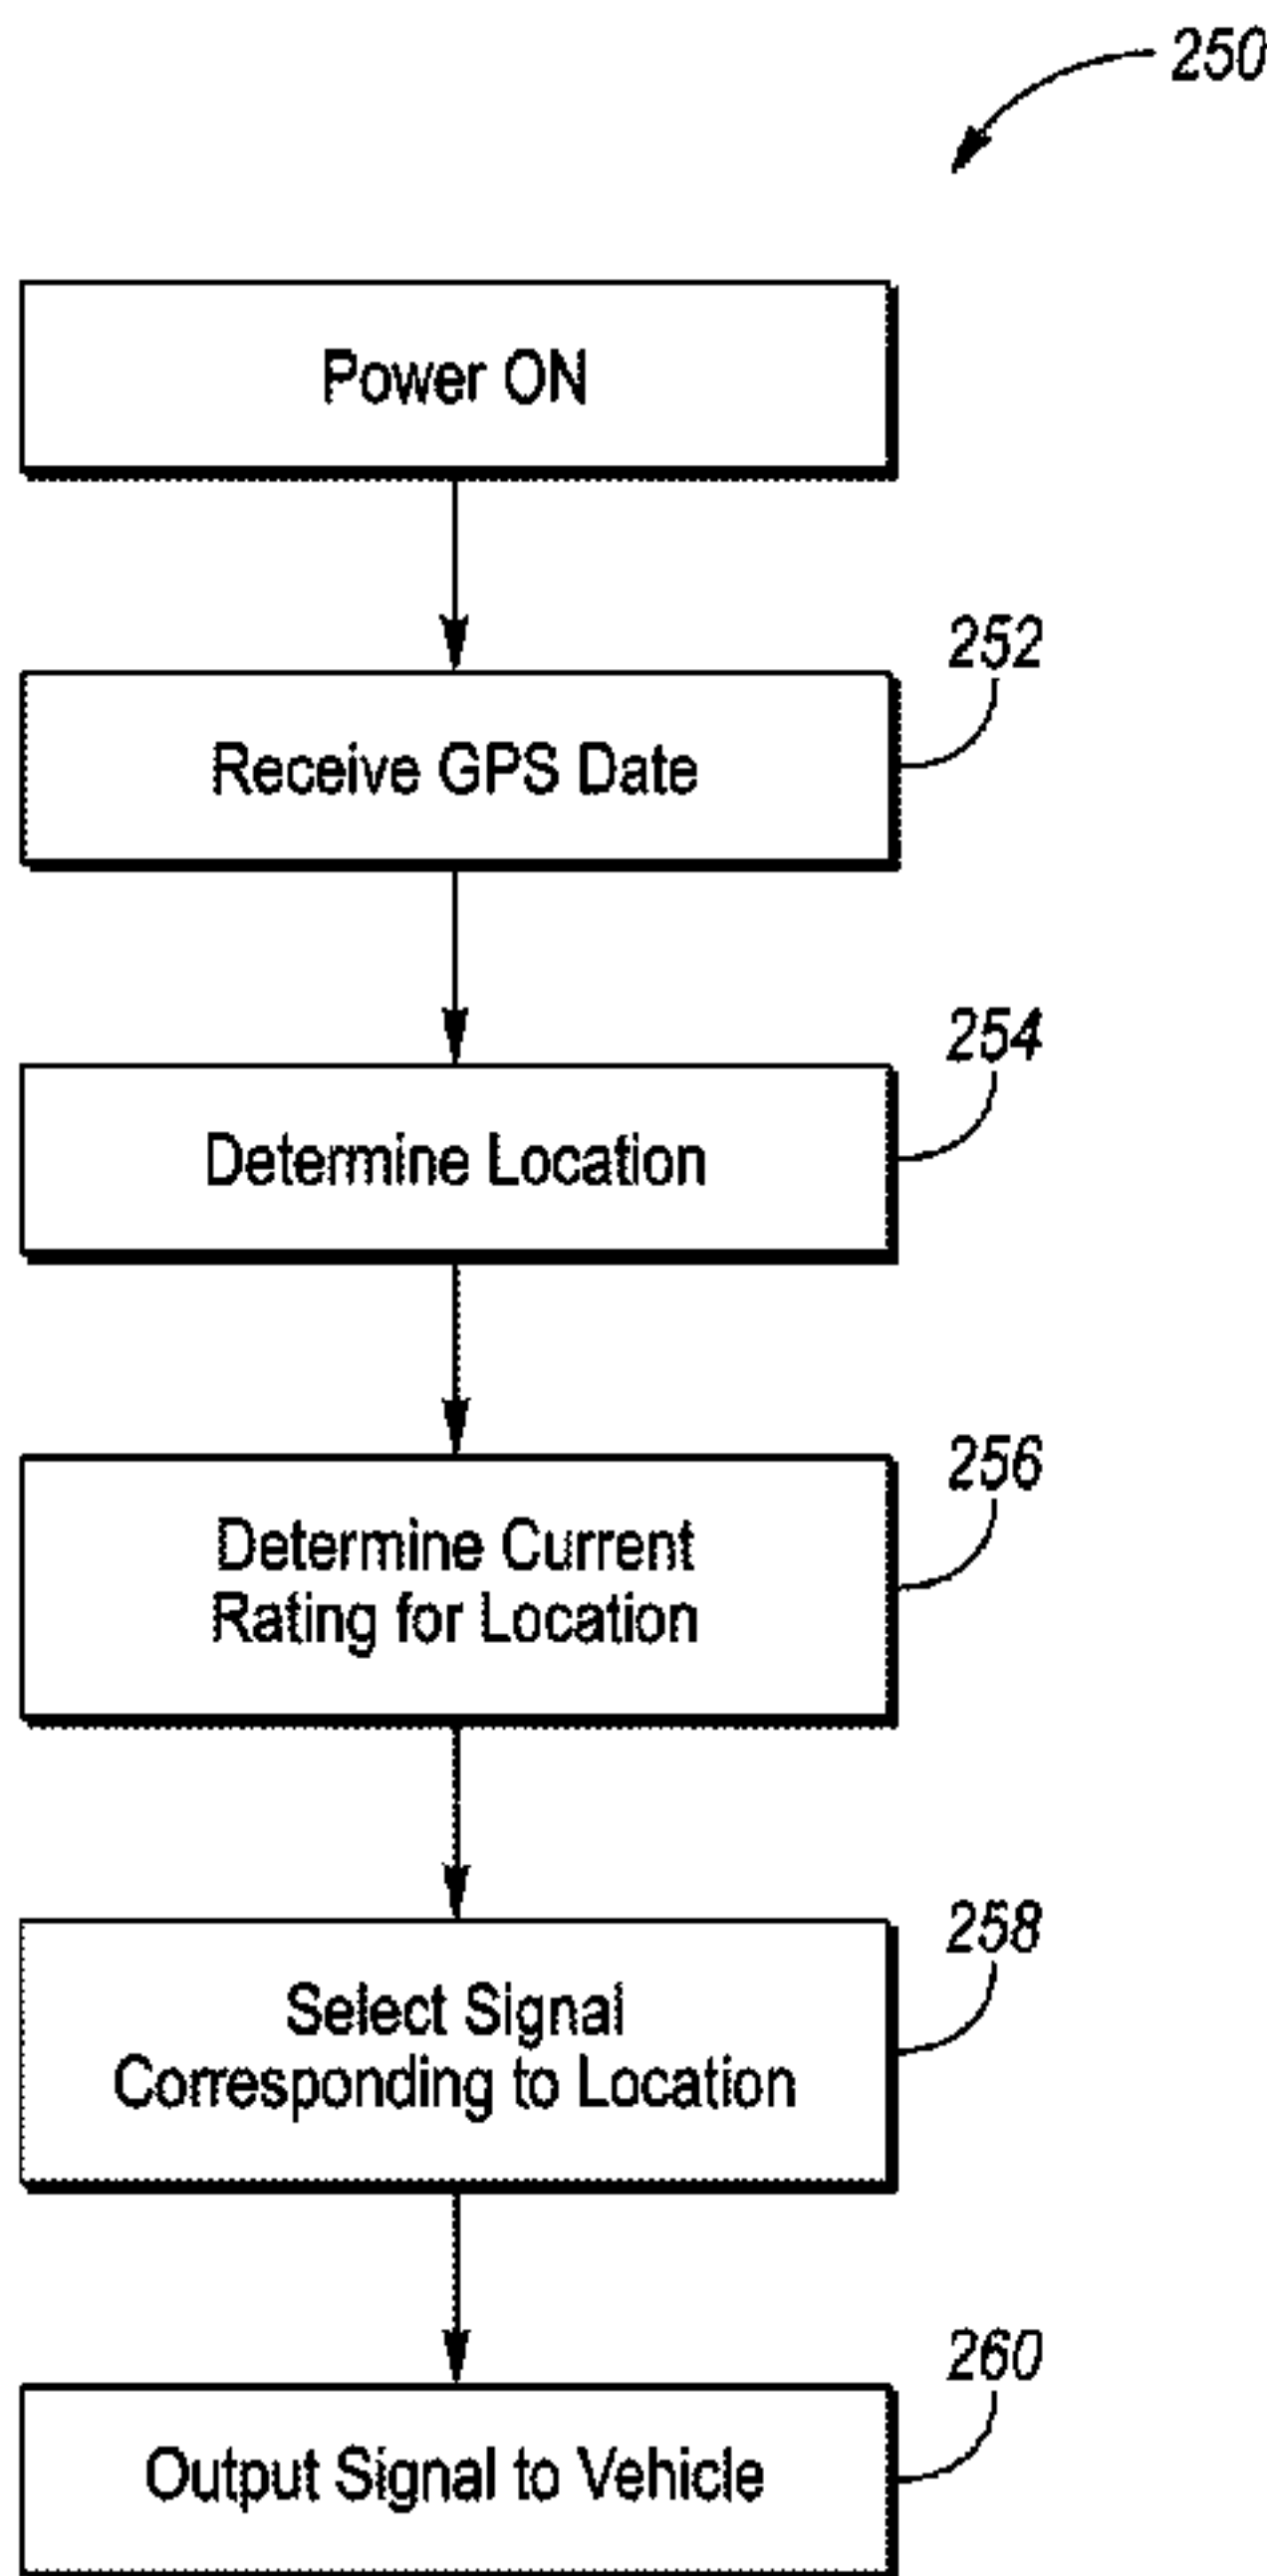 250
Power ON
252
Receive GPS Date
254
Determine Location
256
Determine Current
Rating for Location
258
Select Signal
Corresponding to Location
260
Output Signal to Vehicle